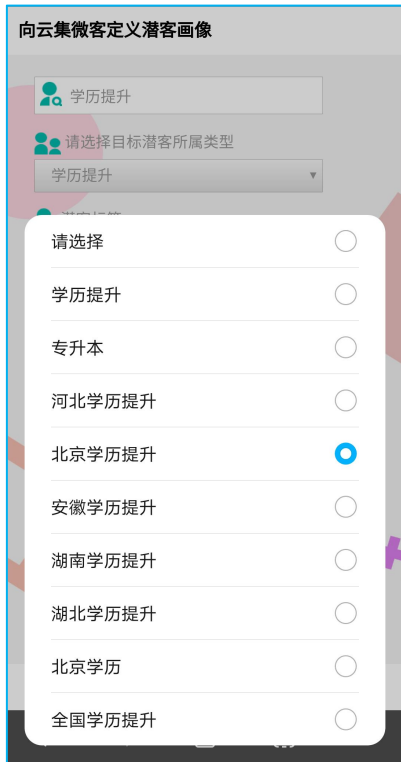 向云集微客定义潜客画像
学历提升
请选择目标潜客所属类型
学历提升
请选择
学历提升
专升本
河北学历提升
北京学历提升
安徽学历提升
湖南学历提升
湖北学历提升
北京学历
全国学历提升